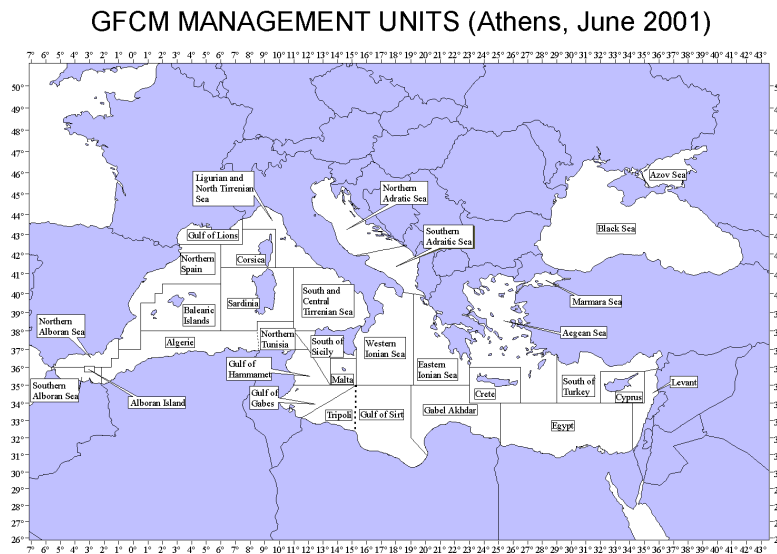 GFCM MANAGEMENT UNITS (Athens, June 2001)
7° 6° 5° 4° 3° 2° 1° 0° 1° 2° 3° 4° 5° 6° 7° 8° 9° 10° 11° 12° 13° 14° 15° 16° 17° 18° 19° 20° 21° 22° 23° 24° 25° 26° 27° 28° 29° 30° 31° 32° 33° 34° 35° 36° 37° 38° 39° 40° 41° 42° 43°
50°
49°
48°
47°
46°
45°
44°
43°
42°
41°
40°
39°
38°
37°
36°
35°
34°
33°
32°
31°
30°
29°
28°
27°
26°
Azov Sea
Ligurian and
North Tirrenian
Sea
Northern
Adratic Sea
Black Sea
Gulf of Lions
Southern
Adraitic Sea
Northern
Spain
Corsica
Marmara Sea
Sardinia
South and
Central
Tirrenian Sea
Balearic
Islands
Northern
Alboran Sea
Aegean Sea
Algerie
Northern
Tunisia
South of
Sicily
Western
Ionian Sea
Gulf of
Hammamet
Eastern
Ionian Sea
Malta
Southern
Alboran Sea
Alboran Island
Gulf of
Gabes
Crete
South of
Turkey
Cyprus
Levant
Tripoli
Gulf of Sirt
Gabel Akhdar
Egypt
7° 6° 5° 4° 3° 2° 1° 0° 1° 2° 3° 4° 5° 6° 7° 8° 9° 10° 11° 12° 13° 14° 15° 16° 17° 18° 19° 20° 21° 22° 23° 24° 25° 26° 27° 28° 29° 30° 31° 32° 33° 34° 35° 36° 37° 38° 39° 40° 41° 42° 43°